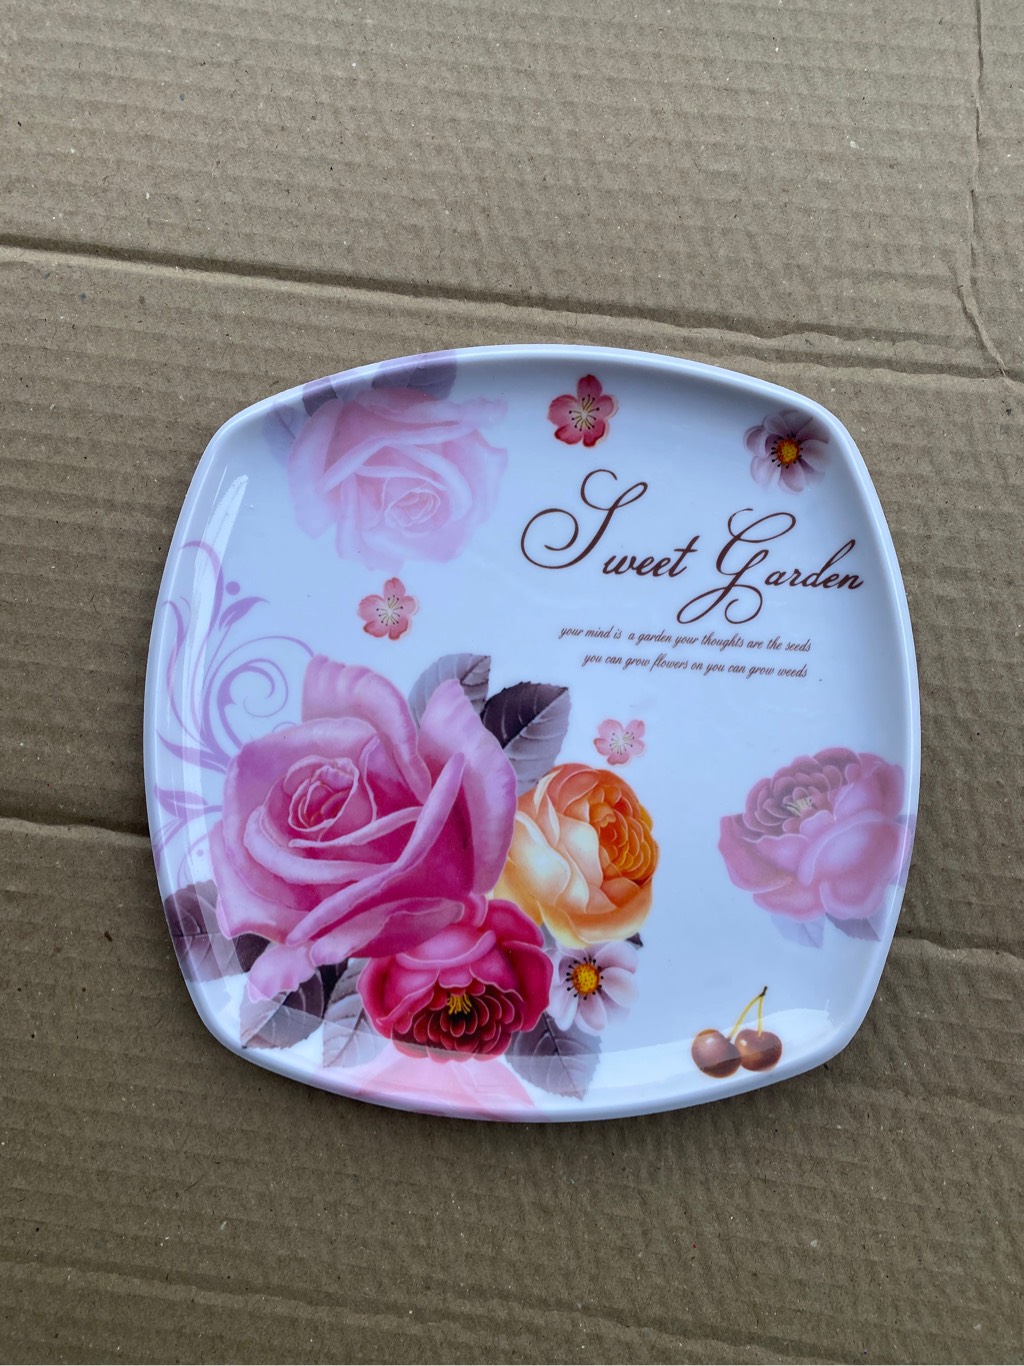 Sweet Garden
your mind is a garden your thoughts are the seeds
you can grow flowers on you can grow weeds